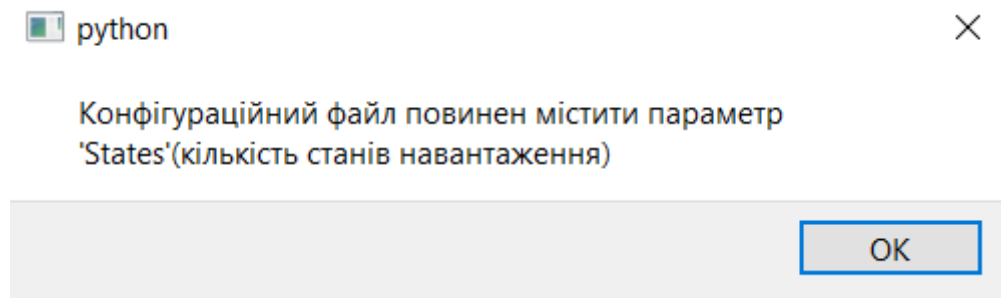 python
Конфігураційний файл повинен містити параметр
'States'(кількість станів навантаження)
OK